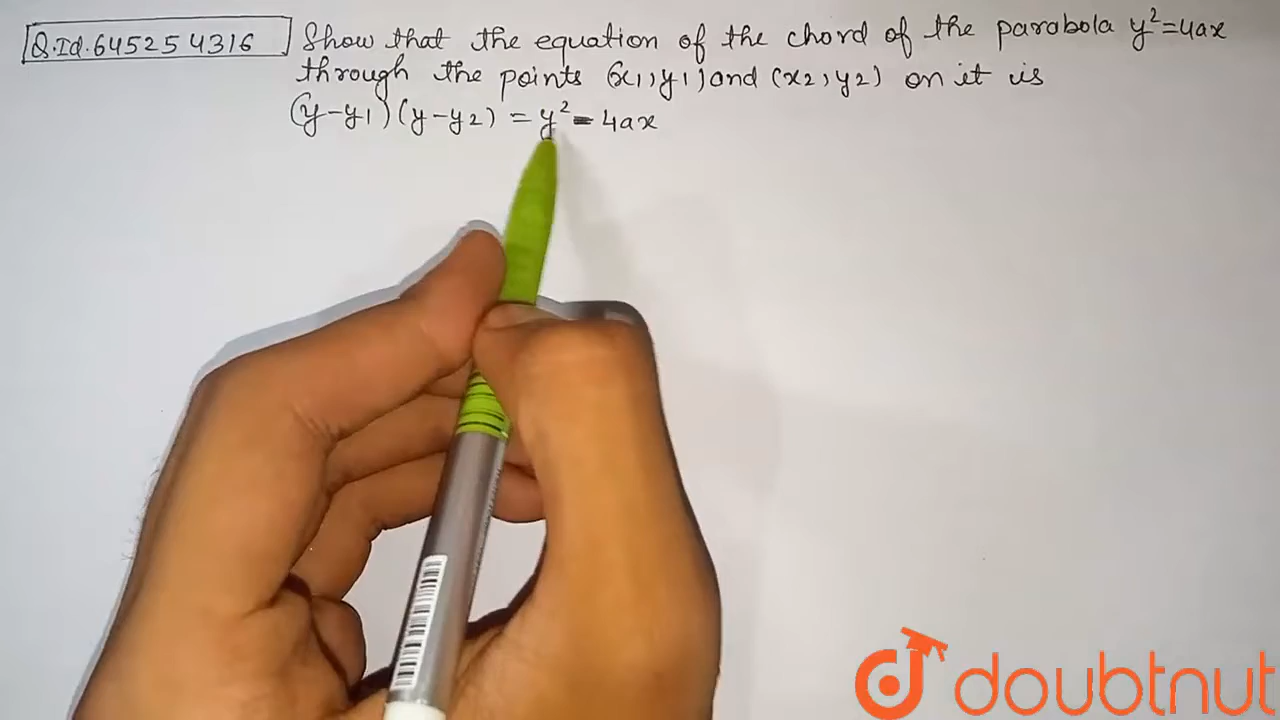 Q.Id.645254316
Show that the equation of the chord of the parabola y²=4ax
through the points (x1,y1) and (x2,y2) on it is
(y-y1)(y-y2) = y²-4ax
doubtnut